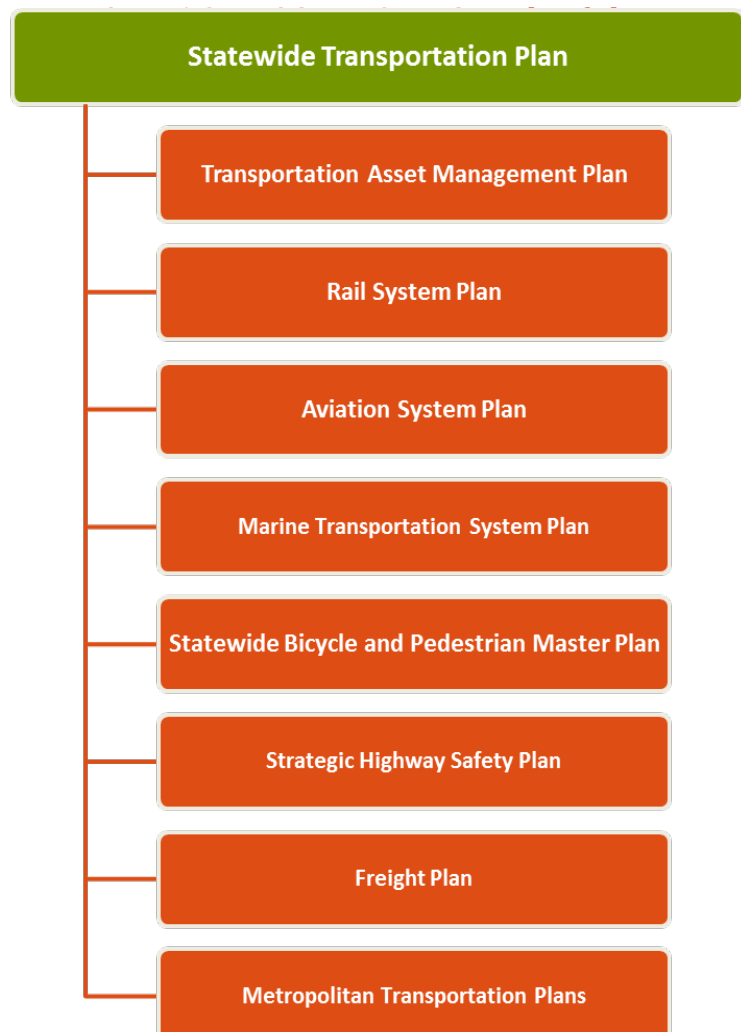 Statewide Transportation Plan
Transportation Asset Management Plan
Rail System Plan
Aviation System Plan
Marine Transportation System Plan
Statewide Bicycle and Pedestrian Master Plan
Strategic Highway Safety Plan
Freight Plan
Metropolitan Transportation Plans